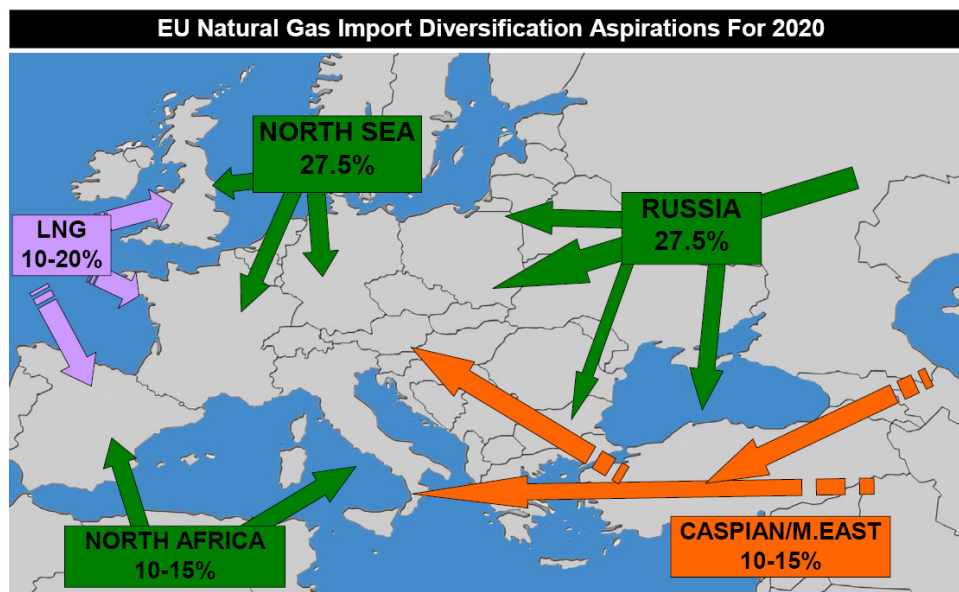 EU Natural Gas Import Diversification Aspirations For 2020
NORTH SEA
27.5%
RUSSIA
27.5%
LNG
10-20%
NORTH AFRICA
10-15%
CASPIAN/M.EAST
10-15%